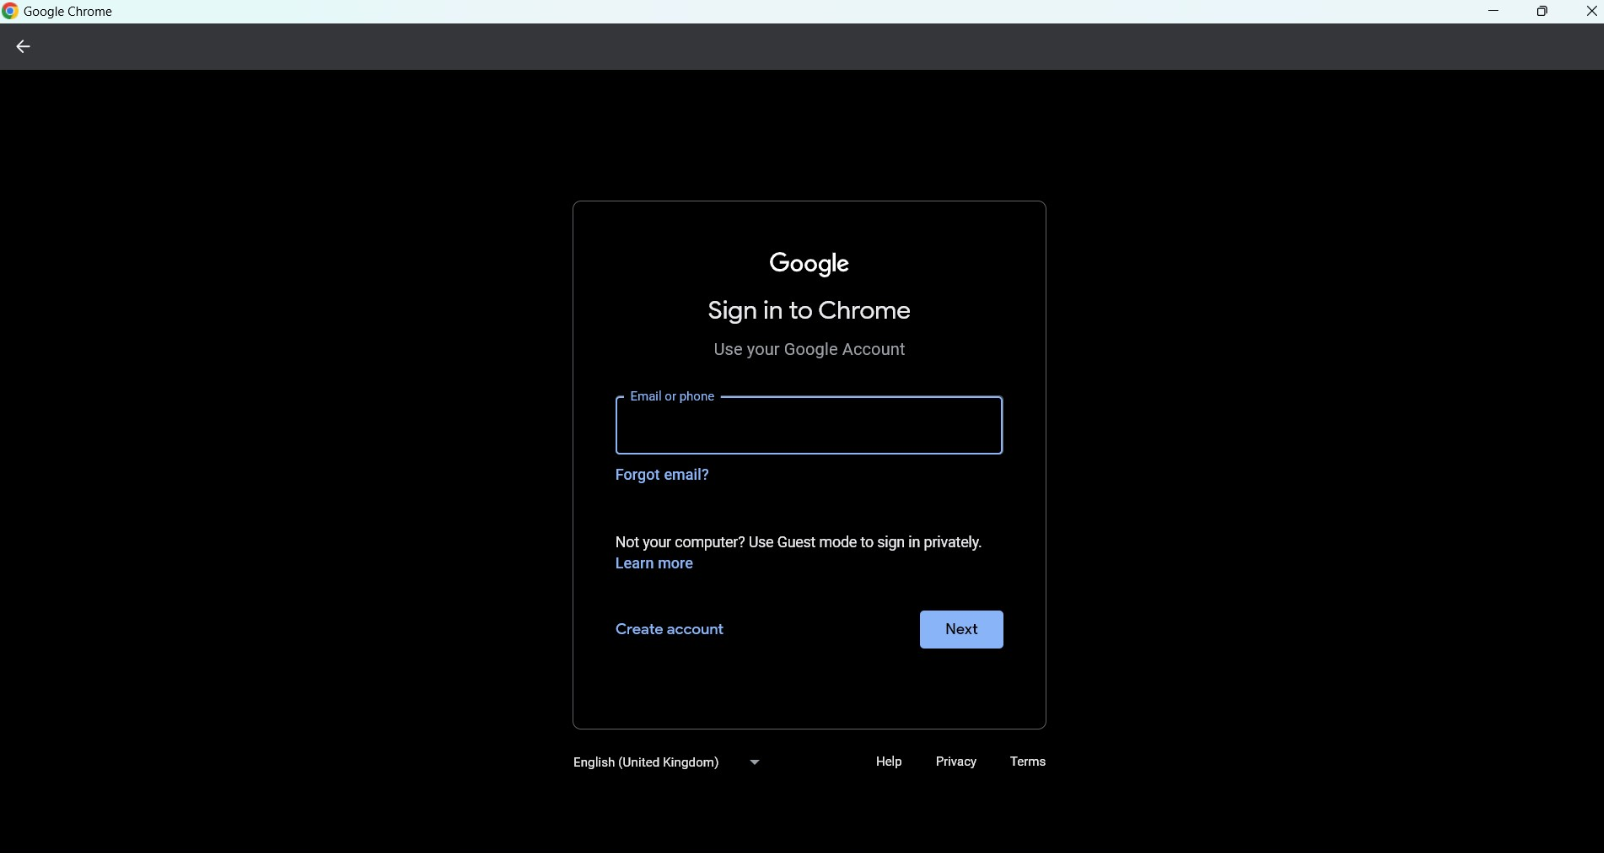 Google Chrome
Google
Sign in to Chrome
Use your Google Account
Email or phone
Forgot email?
Not your computer? Use Guest mode to sign in privately.
Learn more
Create account
Next
English (United Kingdom)
Help
Privacy
Terms